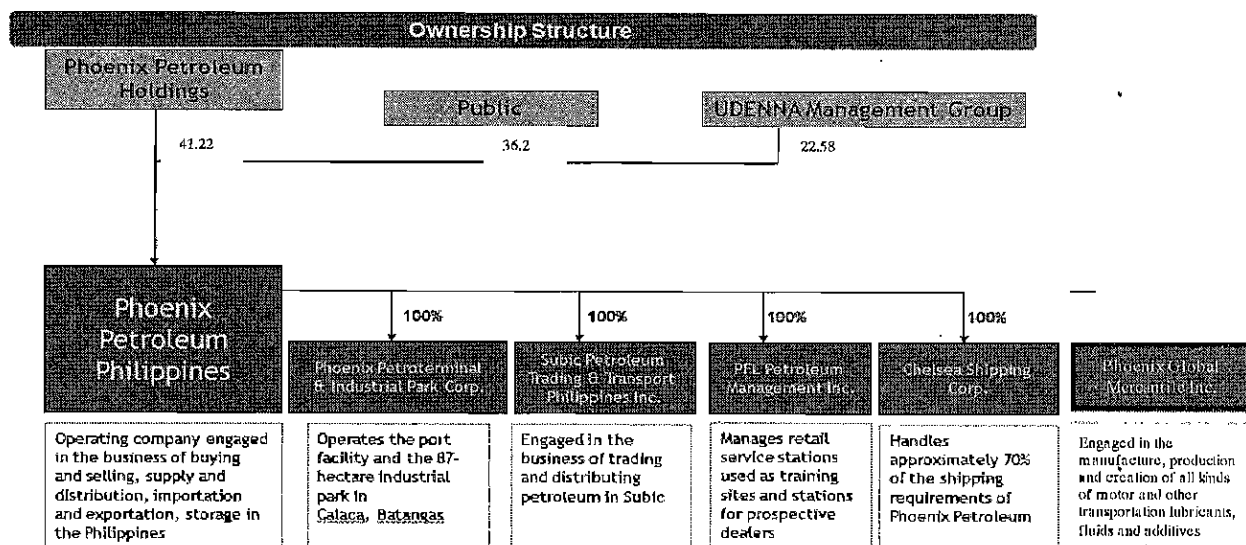 Ownership Structure
Phoenix Petroleum
Holdings
Public
UDENNA Management Group
41.22
36.2
22.58
Phoenix
Petroleum
Philippines
100%
100%
100%
100%
Phoenix Petroterminal
& Industrial Park Corp.
Subic Petroleum
Trading & Transport
Philippines Inc.
PFL Petroleum
Management Inc.
Chelsea Shipping
Corp.
Phoenix Global
Mercantile Inc.
Operating company engaged
in the business of buying
and selling, supply and
distribution, importation
and exportation, storage in
the Philippines
Operates the port
facility and the 87-
hectare industrial
park in
Calaca, Batangas
Engaged in the
business of trading
and distributing
petroleum in Subic
Manages retail
service stations
used as training
sites and stations
for prospective
dealers
Handles
approximately 70%
of the shipping
requirements of
Phoenix Petroleum
Engaged in the
manufacture, production
and creation of all kinds
of motor and other
transportation lubricants,
fluids and additives